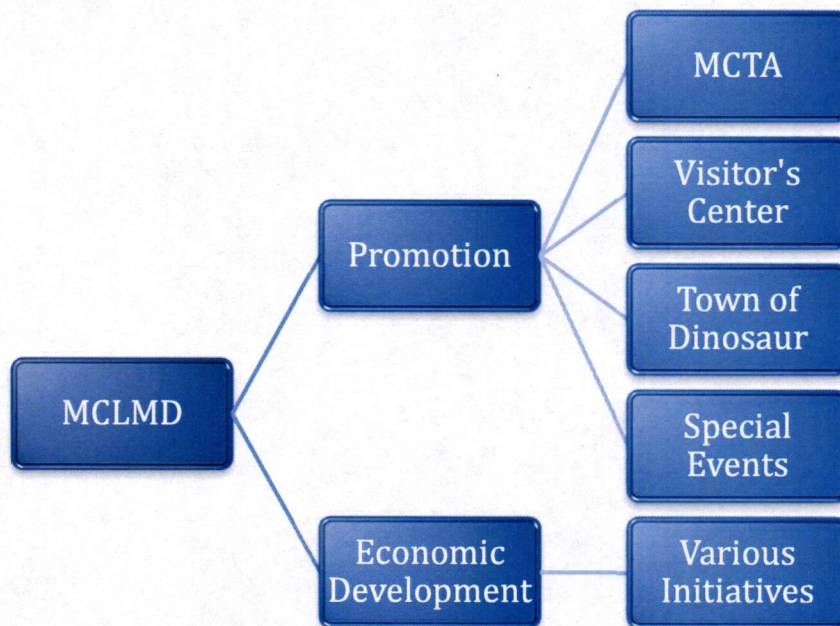 MCTA
Visitor's
Center
Promotion
Town of
Dinosaur
MCLMD
Special
Events
Economic
Development
Various
Initiatives